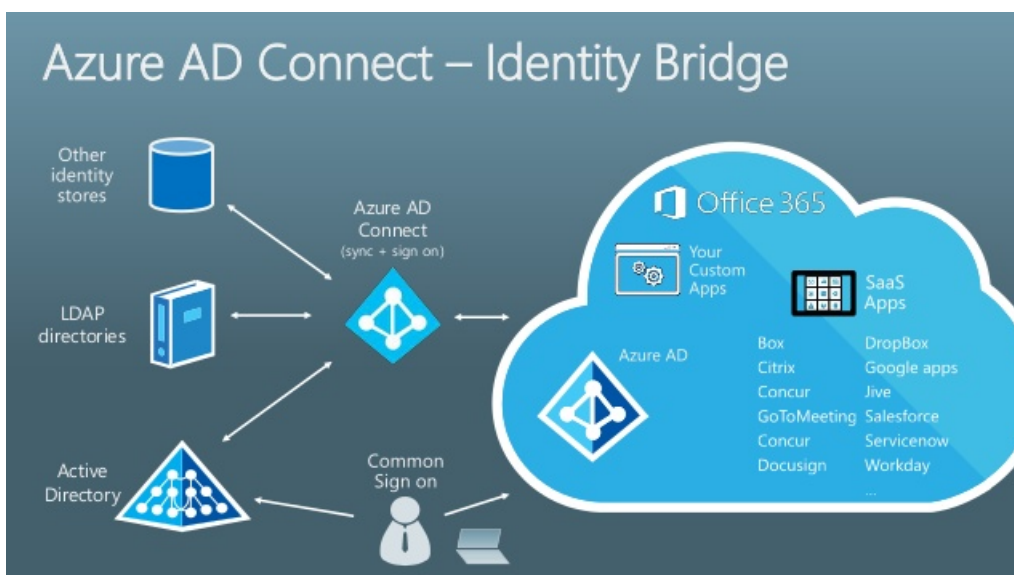 Azure AD Connect – Identity Bridge
Other
identity
stores
LDAP
directories
Active
Directory
Azure AD
Connect
(sync + sign on)
Common
Sign on
Office 365
Your
Custom
Apps
SaaS
Apps
Azure AD
Box
Citrix
Concur
GoToMeeting
Concur
Docusign
DropBox
Google apps
Jive
Salesforce
Servicenow
Workday
...